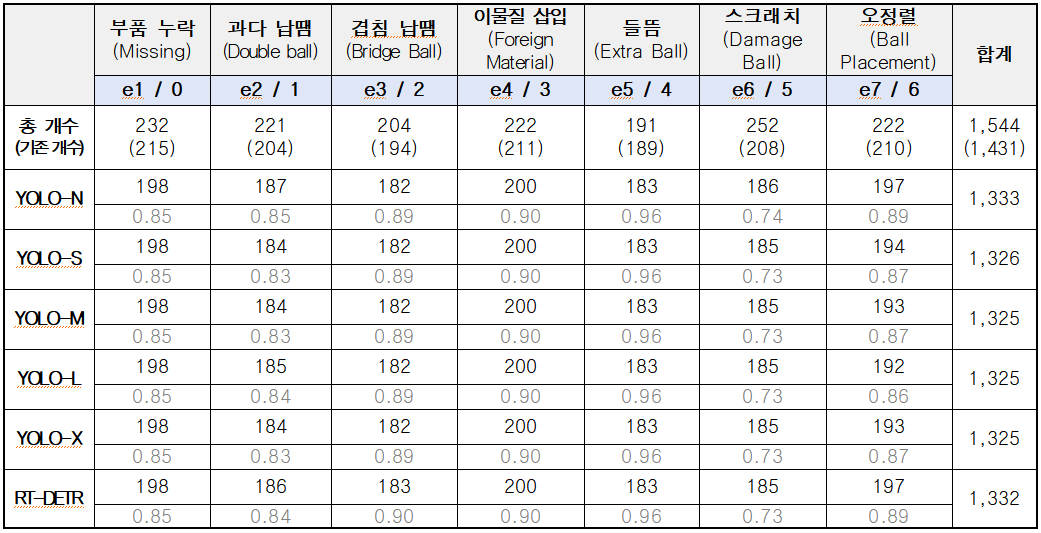 부품 누락 과다 납땜 겹침 납땜 이물질 삽입 들뜸 스크래치 오정렬 합계
(Missing) (Double ball) (Bridge Ball) (Foreign Material) (Extra Ball) (Damage Ball) (Ball Placement)
e1 / 0 e2 / 1 e3 / 2 e4 / 3 e5 / 4 e6 / 5 e7 / 6
총 개수 232 221 204 222 191 252 222 1,544
(기존 개수) (215) (204) (194) (211) (189) (208) (210) (1,431)
YOLO-N 198 187 182 200 183 186 197 1,333
0.85 0.85 0.89 0.90 0.96 0.74 0.89
YOLO-S 198 184 182 200 183 185 194 1,326
0.85 0.83 0.89 0.90 0.96 0.73 0.87
YOLO-M 198 184 182 200 183 185 193 1,325
0.85 0.83 0.89 0.90 0.96 0.73 0.87
YOLO-L 198 185 182 200 183 185 192 1,325
0.85 0.84 0.89 0.90 0.96 0.73 0.86
YOLO-X 198 184 182 200 183 185 193 1,325
0.85 0.83 0.89 0.90 0.96 0.73 0.87
RT-DETR 198 186 183 200 183 185 197 1,332
0.85 0.84 0.90 0.90 0.96 0.73 0.89